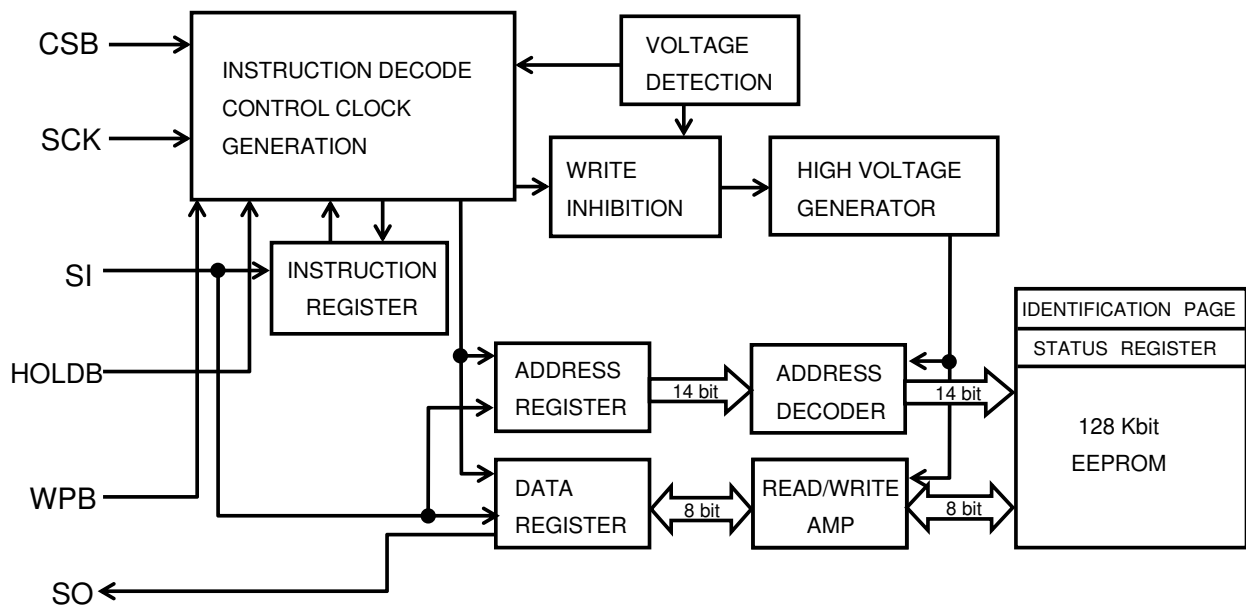 CSB
SCK
SI
HOLDB
WPB
SO
INSTRUCTION DECODE
CONTROL CLOCK
GENERATION
VOLTAGE
DETECTION
WRITE
INHIBITION
HIGH VOLTAGE
GENERATOR
INSTRUCTION
REGISTER
ADDRESS
REGISTER
14 bit
ADDRESS
DECODER
14 bit
DATA
REGISTER
8 bit
READ/WRITE
AMP
8 bit
IDENTIFICATION PAGE
STATUS REGISTER
128 Kbit
EEPROM